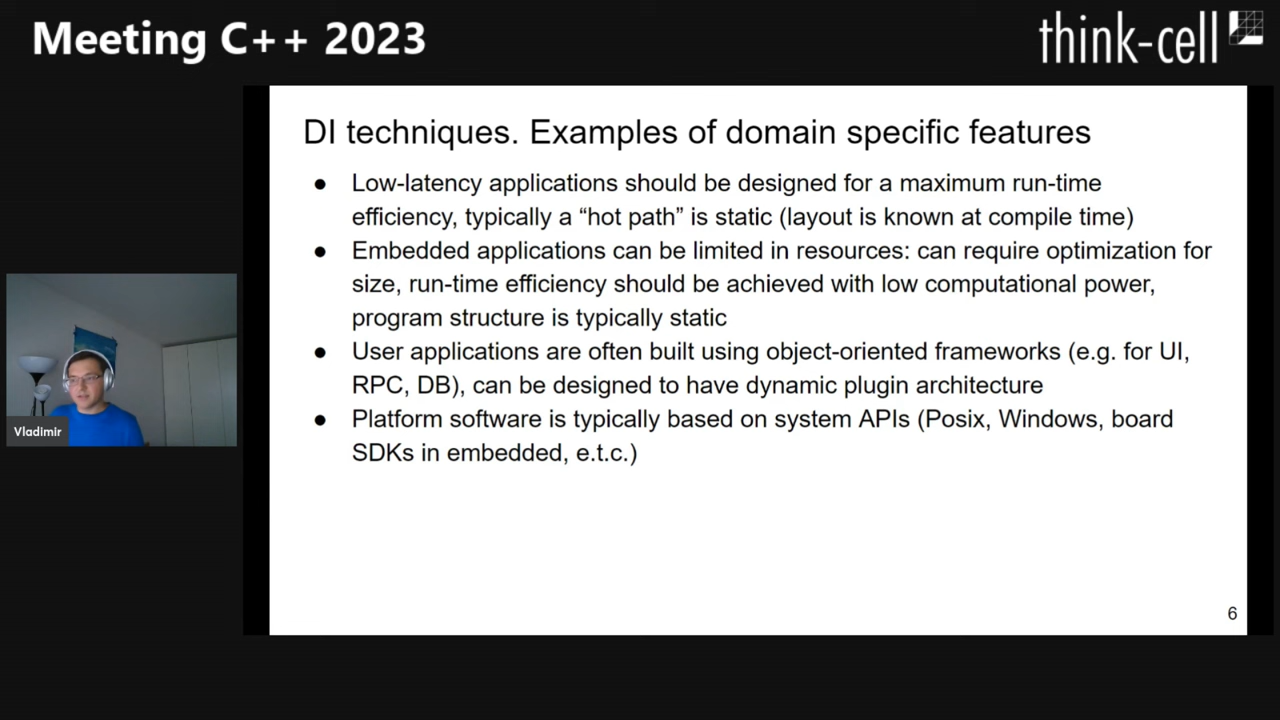 Meeting C++ 2023
think-cell
DI techniques. Examples of domain specific features
● Low-latency applications should be designed for a maximum run-time
efficiency, typically a “hot path” is static (layout is known at compile time)
● Embedded applications can be limited in resources: can require optimization for
size, run-time efficiency should be achieved with low computational power,
program structure is typically static
● User applications are often built using object-oriented frameworks (e.g. for UI,
RPC, DB), can be designed to have dynamic plugin architecture
● Platform software is typically based on system APIs (Posix, Windows, board
SDKs in embedded, e.t.c.)
Vladimir
6